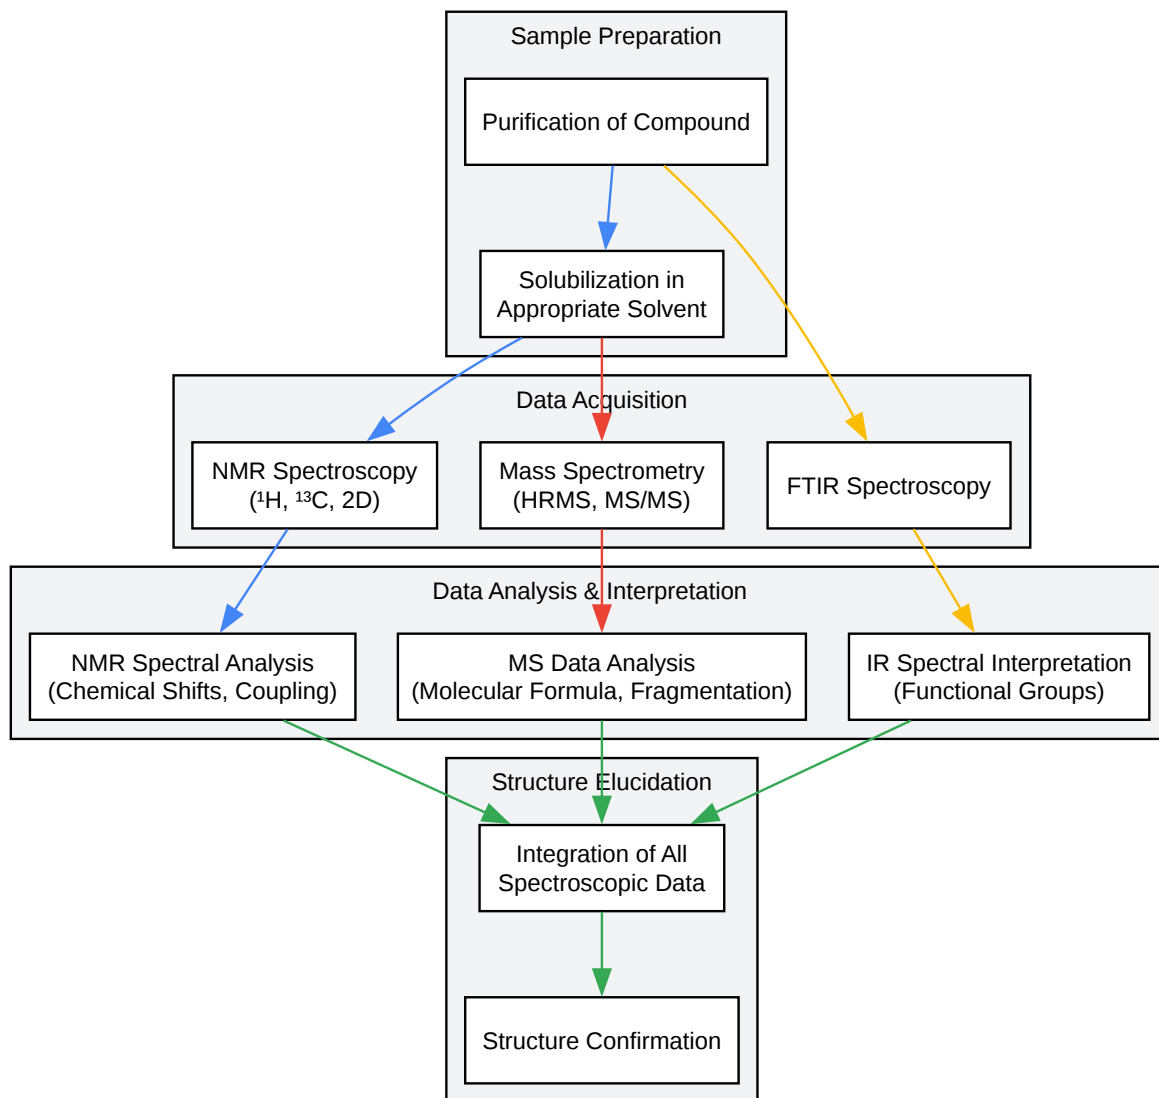 Sample Preparation
Purification of Compound
Solubilization in
Appropriate Solvent
Data Acquisition
NMR Spectroscopy
(¹H, ¹³C, 2D)
Mass Spectrometry
(HRMS, MS/MS)
FTIR Spectroscopy
Data Analysis & Interpretation
NMR Spectral Analysis
(Chemical Shifts, Coupling)
MS Data Analysis
(Molecular Formula, Fragmentation)
IR Spectral Interpretation
(Functional Groups)
Structure Elucidation
Integration of All
Spectroscopic Data
Structure Confirmation